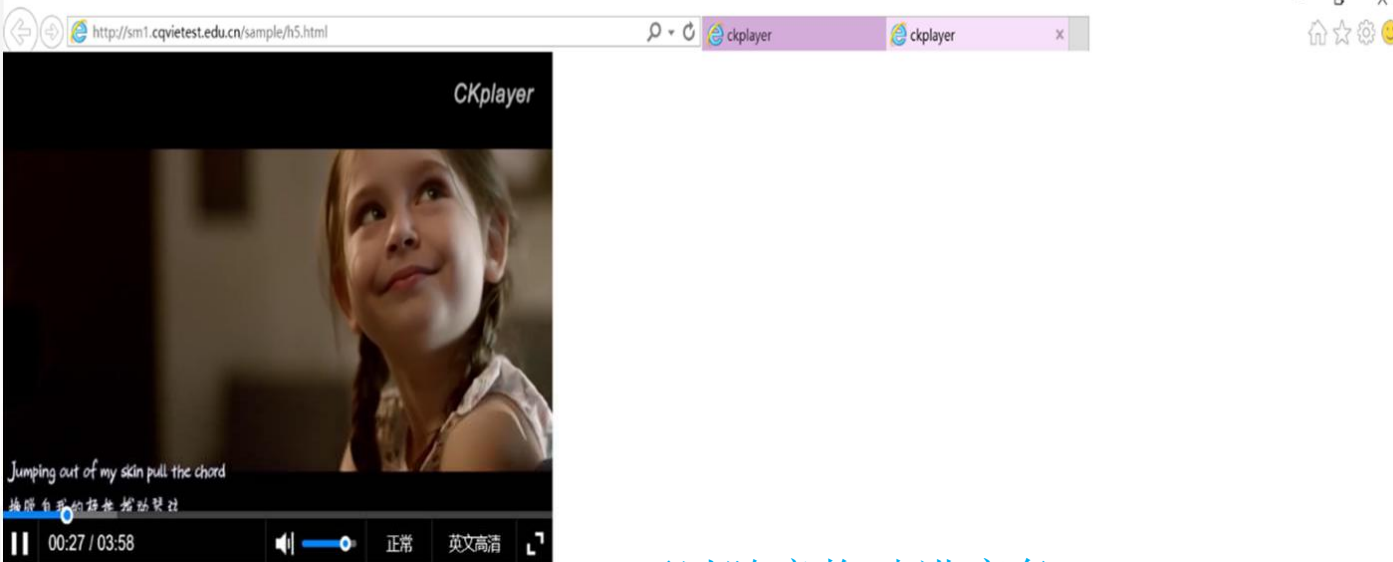 http://sm1.cqvietest.edu.cn/sample/h5.html
ckplayer
ckplayer
CKplayer
Jumping out of my skin pull the chord
00:27 / 03:58
正常
英文高清